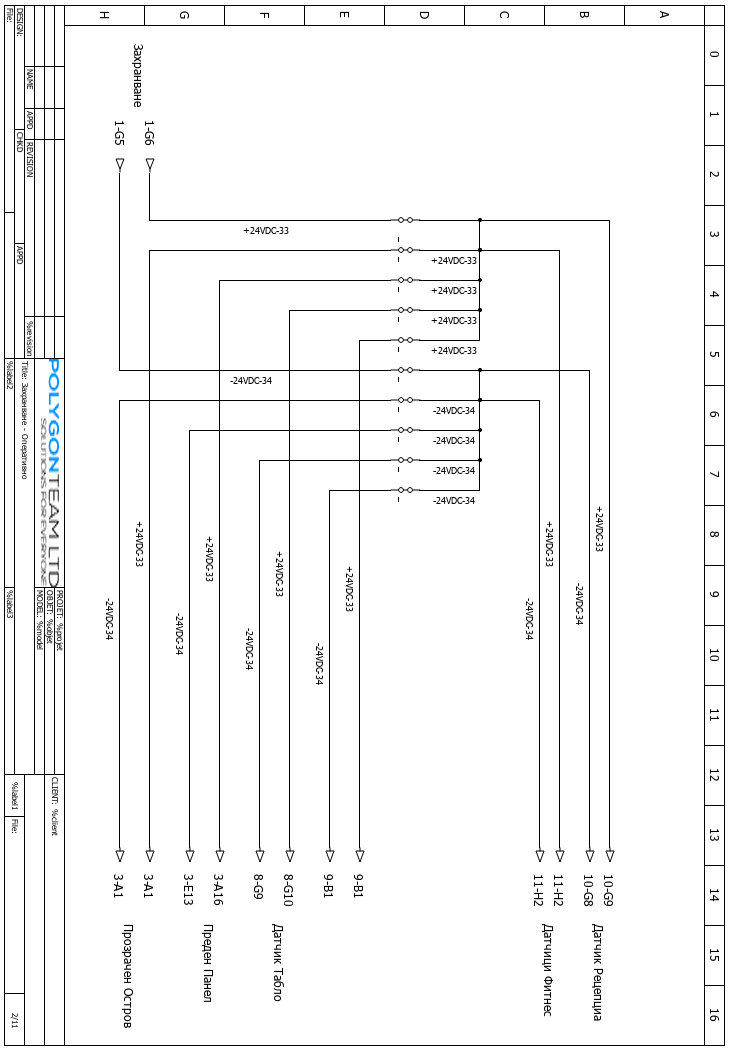 0 1 2 3 4 5 6 7 8 9 10 11 12 13 14 15 16
A
B
C
D
E
F
G
H
10-G9
Датчик Рецепциа
+24VDC-33
10-G8
-24VDC-34
11-H2
Датчици Фитнес
+24VDC-33
11-H2
-24VDC-34
+24VDC-33
+24VDC-33
+24VDC-33
+24VDC-33
-24VDC-34
-24VDC-34
-24VDC-34
-24VDC-34
9-B1
+24VDC-33
9-B1
-24VDC-34
8-G10
Датчик Табло
+24VDC-33
8-G9
-24VDC-34
+24VDC-33
-24VDC-34
3-A16
Преден Панел
+24VDC-33
3-E13
-24VDC-34
Захранване
1-G6
+24VDC-33
3-A1
Прозрачен Остров
1-G5
-24VDC-34
3-A1
POLYGONTEAM LTD
SOLUTIONS FOR EVERYONE
PROJET: %projet
OBJET: %objet
MODEL: %model
CLIENT: %client
NAME
APPD
REVISION
%revision
Title: Захранване - Оперативно
DESIGN:
CHKD
APPD
File:
%label2
%label3
%label1
File:
2/11